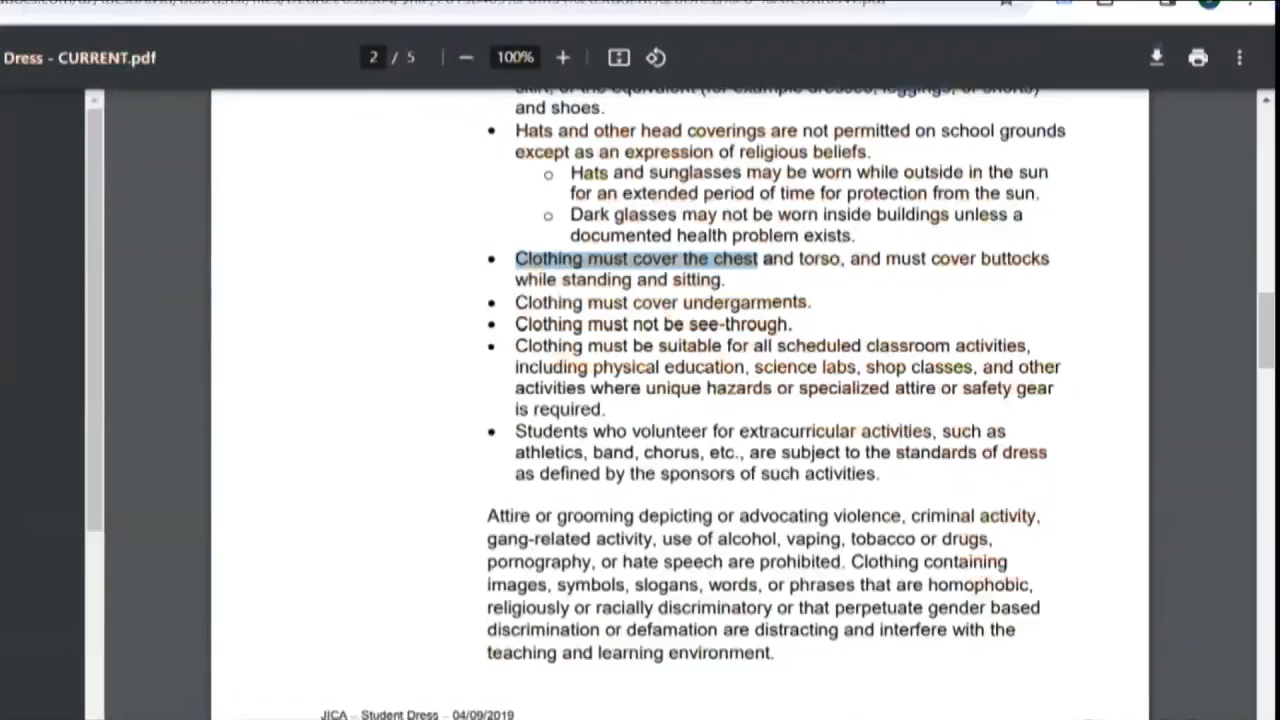 Dress - CURRENT.pdf
2 / 5
100%
skirt, or the equivalent (for example dresses, leggings, or shorts)
and shoes.
• Hats and other head coverings are not permitted on school grounds
except as an expression of religious beliefs.
o Hats and sunglasses may be worn while outside in the sun
for an extended period of time for protection from the sun.
o Dark glasses may not be worn inside buildings unless a
documented health problem exists.
• Clothing must cover the chest and torso, and must cover buttocks
while standing and sitting.
• Clothing must cover undergarments.
• Clothing must not be see-through.
• Clothing must be suitable for all scheduled classroom activities,
including physical education, science labs, shop classes, and other
activities where unique hazards or specialized attire or safety gear
is required.
• Students who volunteer for extracurricular activities, such as
athletics, band, chorus, etc., are subject to the standards of dress
as defined by the sponsors of such activities.
Attire or grooming depicting or advocating violence, criminal activity,
gang-related activity, use of alcohol, vaping, tobacco or drugs,
pornography, or hate speech are prohibited. Clothing containing
images, symbols, slogans, words, or phrases that are homophobic,
religiously or racially discriminatory or that perpetuate gender based
discrimination or defamation are distracting and interfere with the
teaching and learning environment.
JICA – Student Dress – 04/09/2019